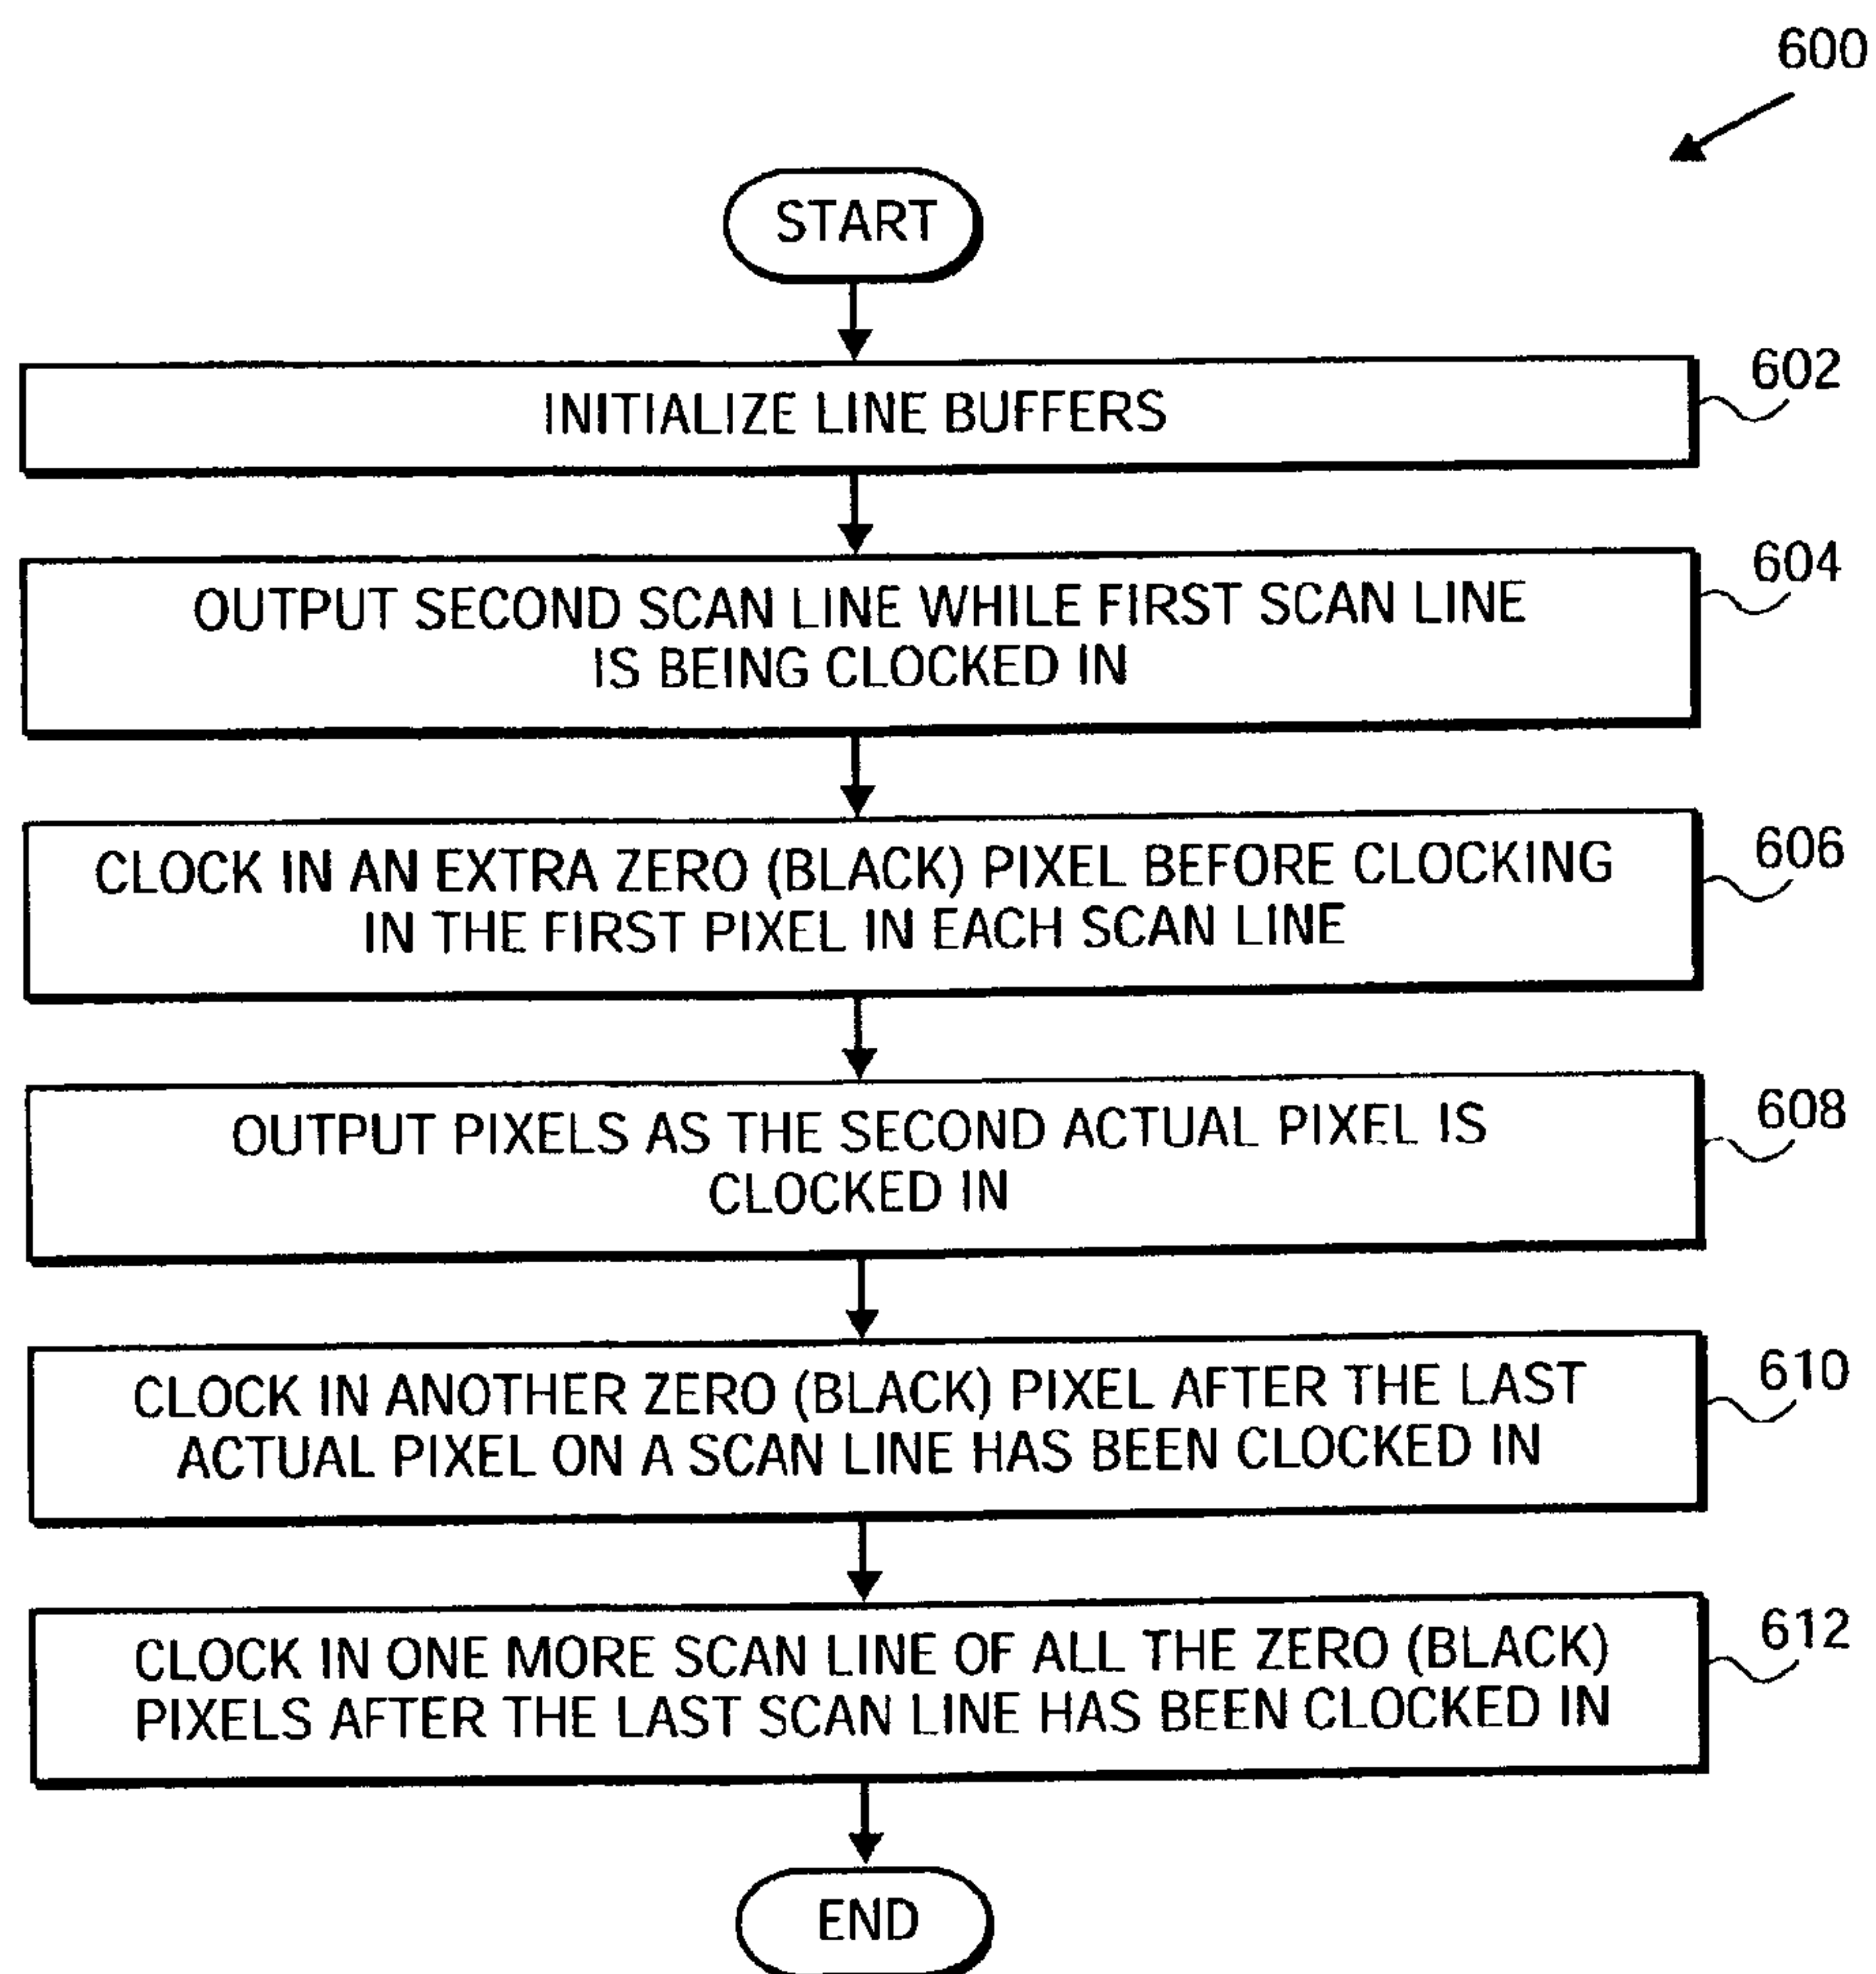 600
START
INITIALIZE LINE BUFFERS
602
OUTPUT SECOND SCAN LINE WHILE FIRST SCAN LINE
IS BEING CLOCKED IN
604
CLOCK IN AN EXTRA ZERO (BLACK) PIXEL BEFORE CLOCKING
IN THE FIRST PIXEL IN EACH SCAN LINE
606
OUTPUT PIXELS AS THE SECOND ACTUAL PIXEL IS
CLOCKED IN
608
CLOCK IN ANOTHER ZERO (BLACK) PIXEL AFTER THE LAST
ACTUAL PIXEL ON A SCAN LINE HAS BEEN CLOCKED IN
610
CLOCK IN ONE MORE SCAN LINE OF ALL THE ZERO (BLACK)
PIXELS AFTER THE LAST SCAN LINE HAS BEEN CLOCKED IN
612
END